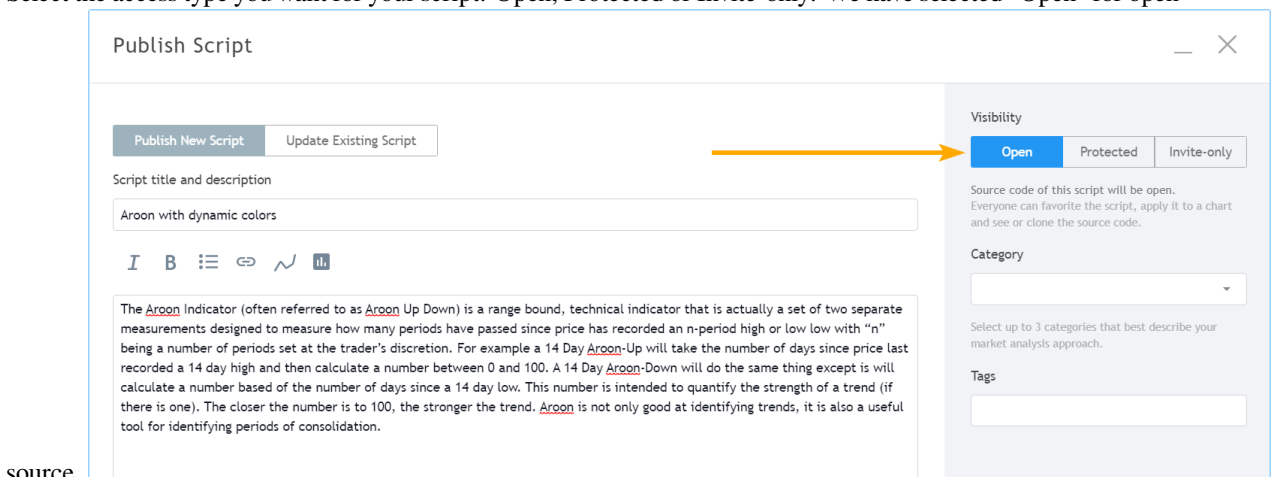 Select the access type you want for your script: Open, Protected or Invite-only. We have selected "Open" for open
Publish Script
Publish New Script
Update Existing Script
Script title and description
Aroon with dynamic colors
I B
The Aroon Indicator (often referred to as Aroon Up Down) is a range bound, technical indicator that is actually a set of two separate
measurements designed to measure how many periods have passed since price has recorded an n-period high or low low with “n”
being a number of periods set at the trader’s discretion. For example a 14 Day Aroon-Up will take the number of days since price last
recorded a 14 day high and then calculate a number between 0 and 100. A 14 Day Aroon-Down will do the same thing except is will
calculate a number based of the number of days since a 14 day low. This number is intended to quantify the strength of a trend (if
there is one). The closer the number is to 100, the stronger the trend. Aroon is not only good at identifying trends, it is also a useful
tool for identifying periods of consolidation.
Visibility
Open
Protected
Invite-only
Source code of this script will be open.
Everyone can favorite the script, apply it to a chart
and see or clone the source code.
Category
Select up to 3 categories that best describe your
market analysis approach.
Tags
source